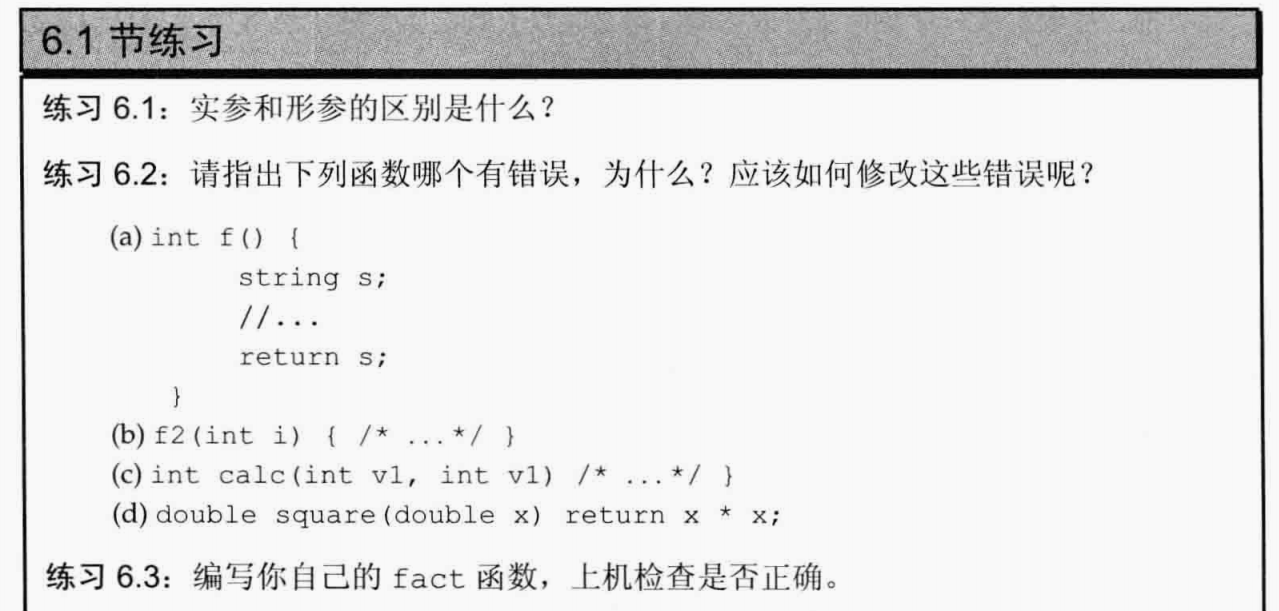 6.1 节练习
练习 6.1：实参和形参的区别是什么？
练习 6.2：请指出下列函数哪个有错误，为什么？应该如何修改这些错误呢？
(a) int f() {
string s;
//...
return s;
}
(b) f2(int i) { /* ...*/ }
(c) int calc(int v1, int v1) /* ...*/ }
(d) double square(double x) return x * x;
练习 6.3：编写你自己的 fact 函数，上机检查是否正确。